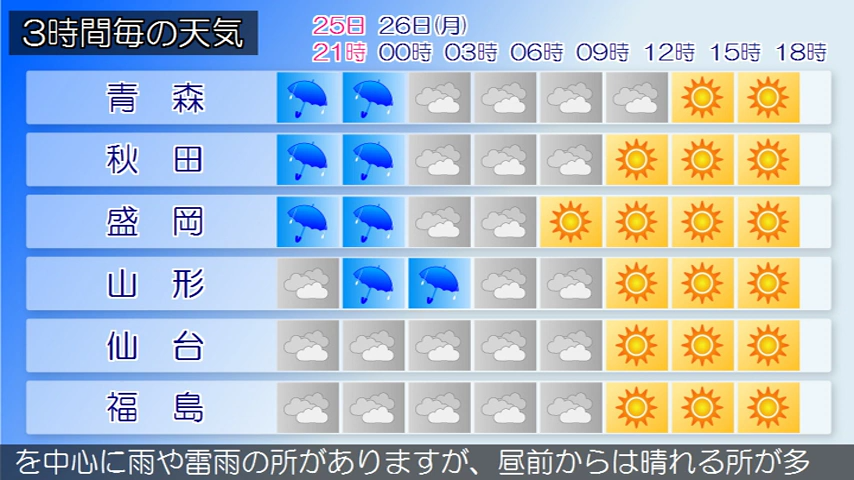 3時間毎の天気
25日 26日(月)
21時 00時 03時 06時 09時 12時 15時 18時
青 森
秋 田
盛 岡
山 形
仙 台
福 島
を中心に雨や雷雨の所がありますが、昼前からは晴れる所が多